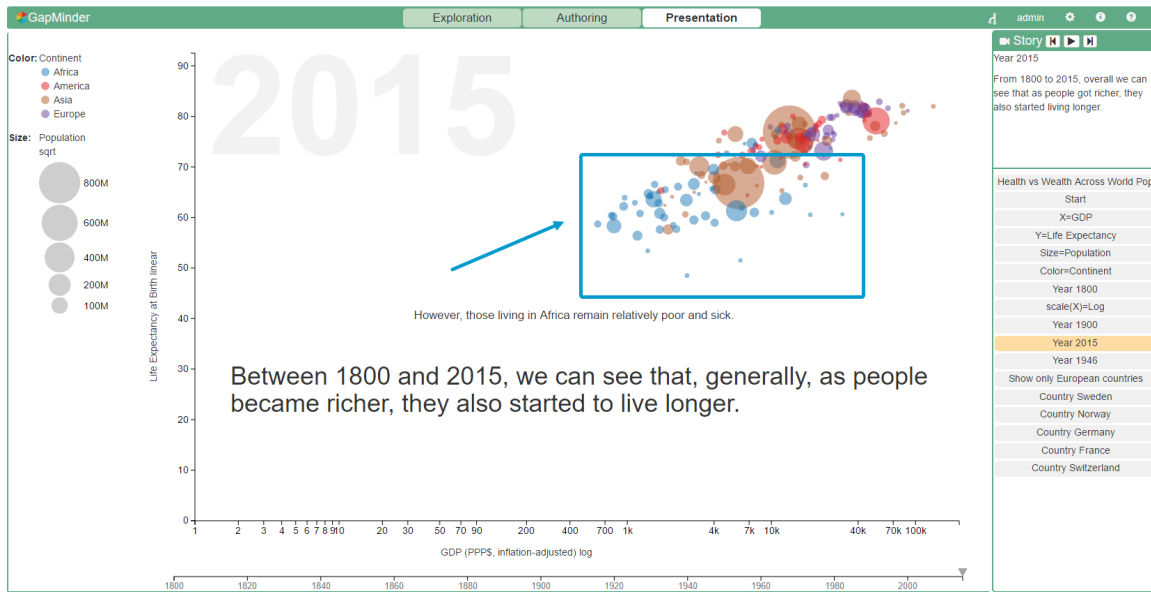 GapMinder
Exploration
Authoring
Presentation
admin
Color: Continent
Africa
America
Asia
Europe
Size: Population
sqrt
800M
600M
400M
200M
100M
2015
Life Expectancy at Birth linear
90
80
70
60
50
40
30
20
10
0
However, those living in Africa remain relatively poor and sick.
Between 1800 and 2015, we can see that, generally, as people
became richer, they also started to live longer.
1 2 3 4 5 6 7 8 9 10 20 30 50 70 90 200 400 700 1k 4k 7k 10k 40k 70k 100k
GDP (PPP$, inflation-adjusted) log
1800 1820 1840 1860 1880 1900 1920 1940 1960 1980 2000
Story
Year 2015
From 1800 to 2015, overall we can
see that as people got richer, they
also started living longer.
Health vs Wealth Across World Pop
Start
X=GDP
Y=Life Expectancy
Size=Population
Color=Continent
Year 1800
scale(X)=Log
Year 1900
Year 2015
Year 1946
Show only European countries
Country Sweden
Country Norway
Country Germany
Country France
Country Switzerland